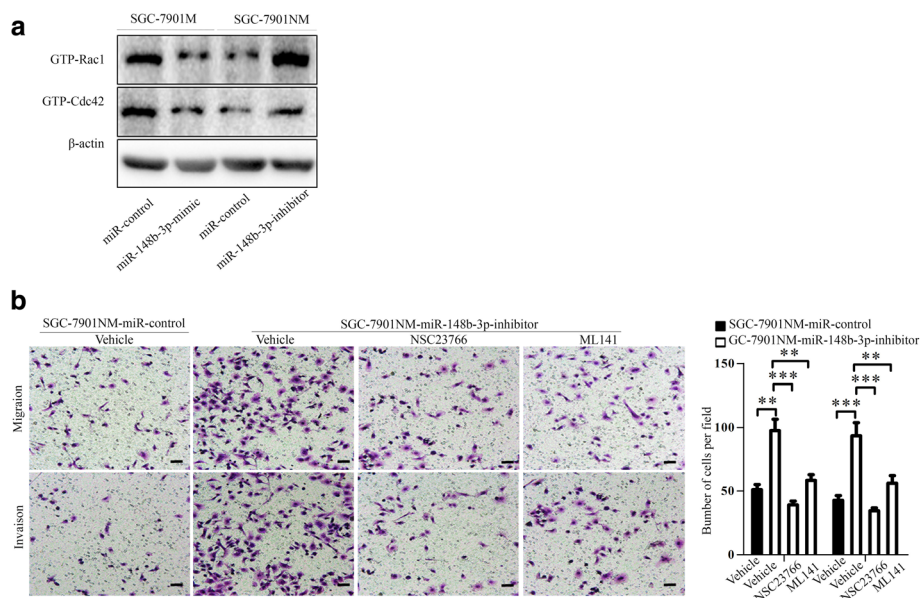 a
SGC-7901M SGC-7901NM
GTP-Rac1
GTP-Cdc42
β-actin
miR-control
miR-148b-3p-mimic
miR-control
miR-148b-3p-inhibitor
b
SGC-7901NM-miR-control SGC-7901NM-miR-148b-3p-inhibitor
Vehicle Vehicle NSC23766 ML141
Migraion
Invaison
SGC-7901NM-miR-control
GC-7901NM-miR-148b-3p-inhibitor
Bumber of cells per field
150
100
50
0
** *** ** *** *** **
Vehicle
Vehicle
NSC23766
ML141
Vehicle
Vehicle
NSC23766
ML141